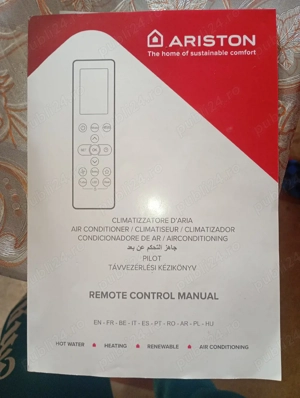 ARISTON
The home of sustainable comfort
CLIMATIZZATORE D'ARIA
AIR CONDITIONER / CLIMATISEUR / CLIMATIZADOR
CONDICIONADORE DE AR / AIRCONDITIONING
جاهز التحكم عن بعد
PILOT
TÁVVEZÉRLÉSI KÉZIKÖNYV
REMOTE CONTROL MANUAL
EN - FR - BE - IT - ES - PT - RO - AR - PL - HU
HOT WATER HEATING RENEWABLE AIR CONDITIONING